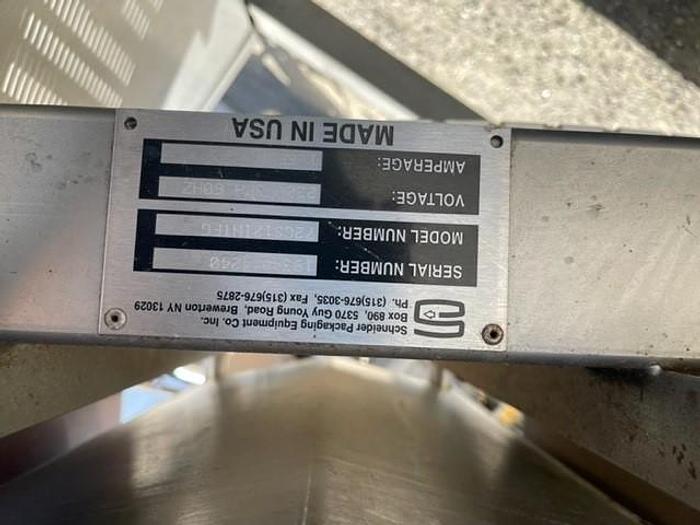 Schneider Packaging Equipment Co. Inc.
Box 890, 5370 Guy Young Road, Brewerton NY 13029
Ph. (315)676-3035, Fax (315)676-2875
SERIAL NUMBER:
MODEL NUMBER:
VOLTAGE: 60HZ
AMPERAGE:
MADE IN USA